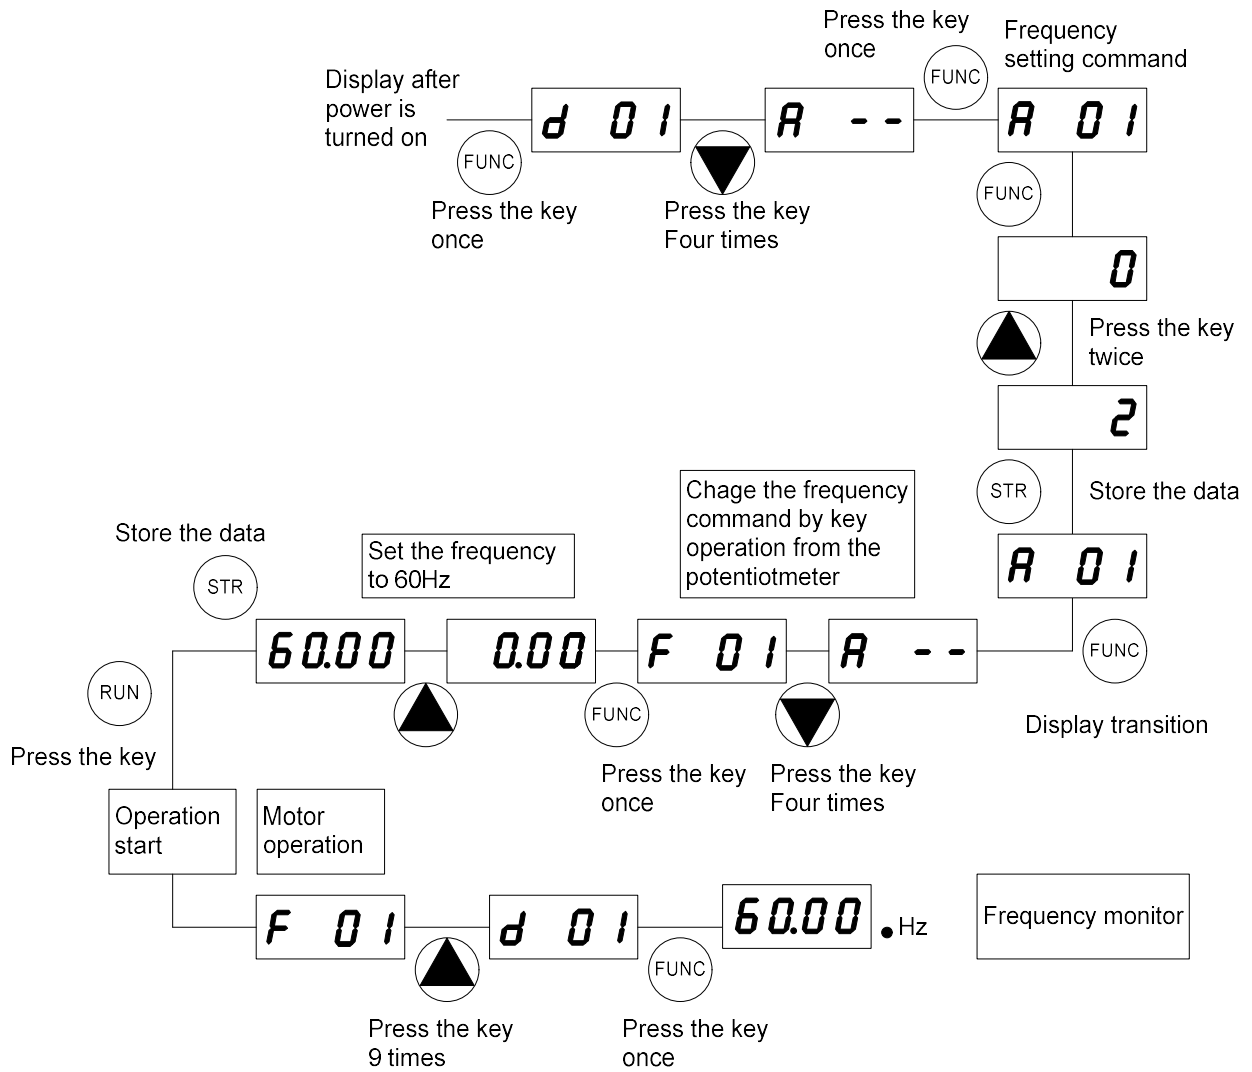 Display after
power is
turned on
FUNC
Press the key
once
d 01
Press the key
Four times
A --
Press the key
once
FUNC
Frequency
setting command
A 01
FUNC
0
Press the key
twice
2
STR
Store the data
A 01
FUNC
Display transition
A --
Press the key
Four times
Chage the frequency
command by key
operation from the
potentiotmeter
F 01
FUNC
Press the key
once
0.00
Set the frequency
to 60Hz
60.00
Store the data
STR
RUN
Press the key
Operation
start
Motor
operation
F 01
Press the key
9 times
d 01
FUNC
Press the key
once
60.00
.Hz
Frequency monitor